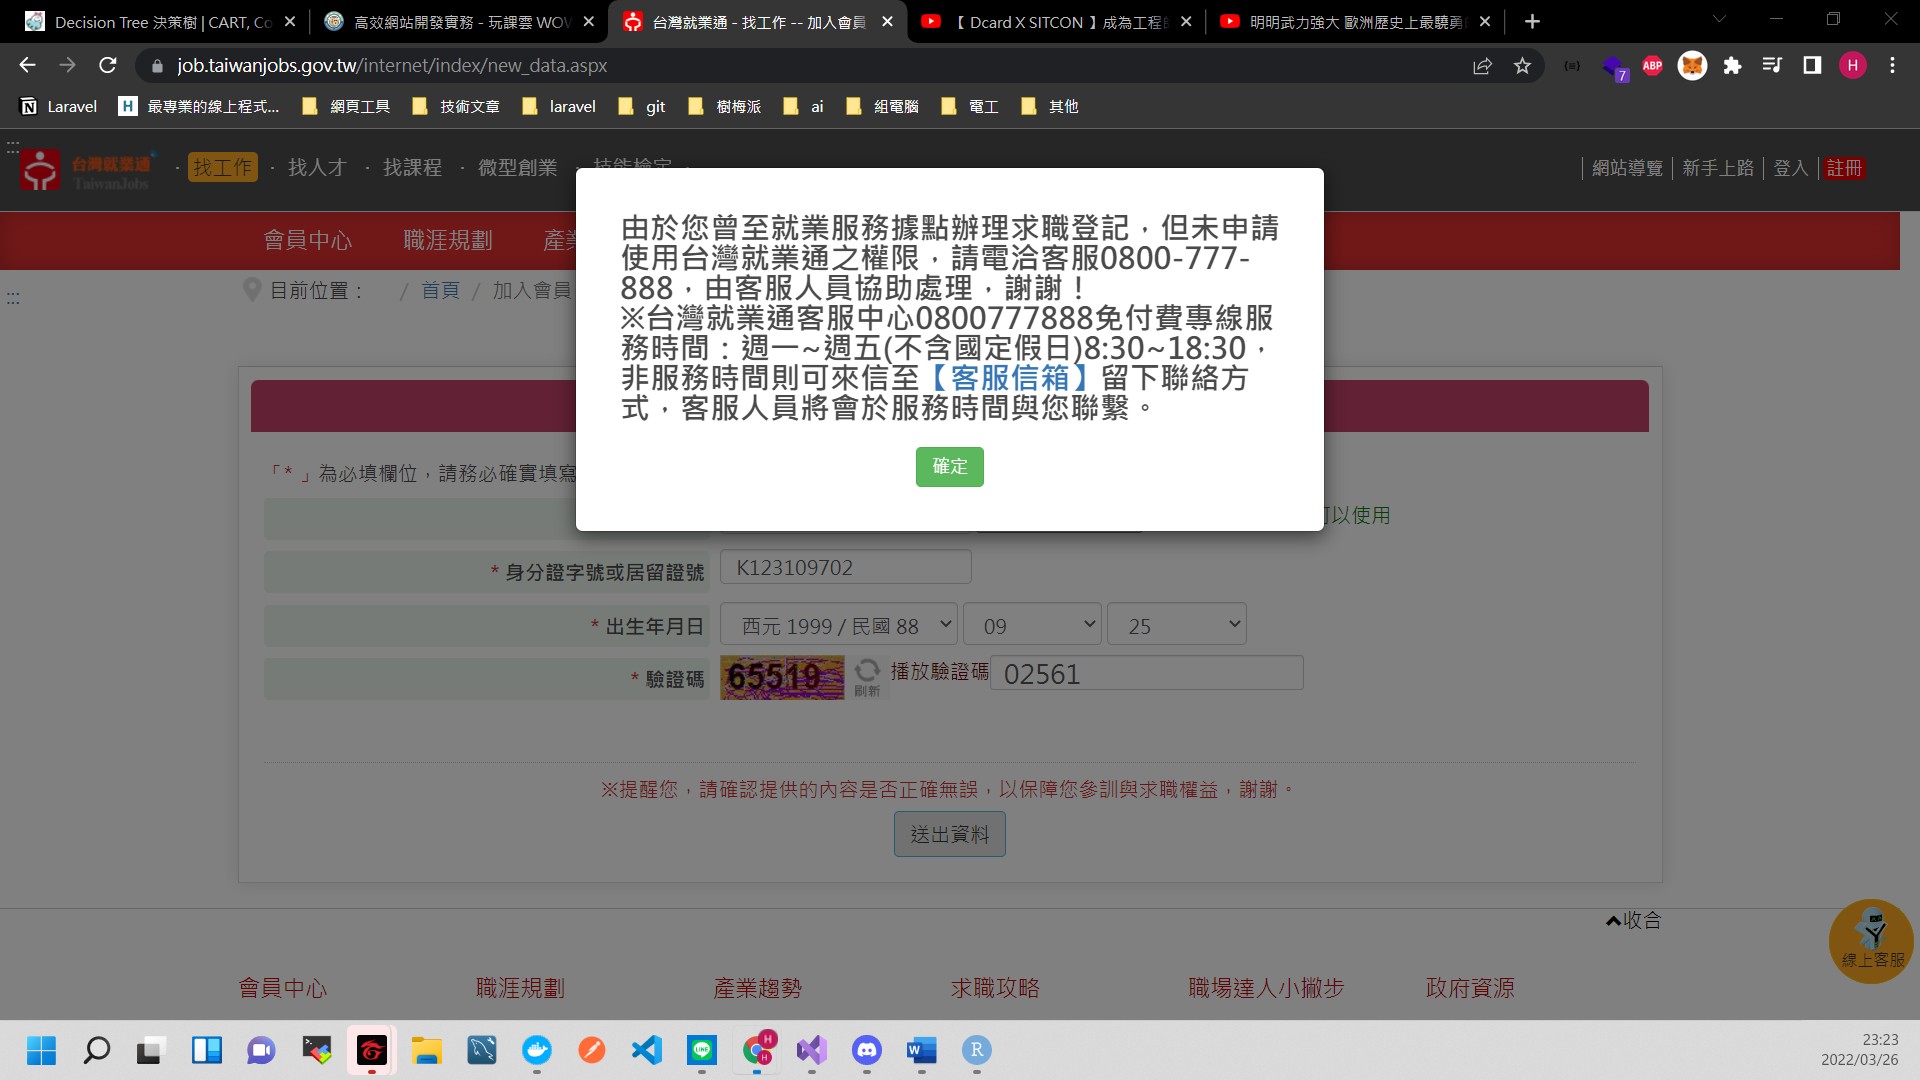 Decision Tree 決策樹 | CART, Co
高效網站開發實務 - 玩課雲 WOW
台灣就業通 - 找工作 -- 加入會員
【 Dcard X SITCON 】成為工程師
明明武力強大 歐洲歷史上最驍勇
job.taiwanjobs.gov.tw/internet/index/new_data.aspx
7
ABP
H
Laravel
H 最專業的線上程式...
網頁工具
技術文章
laravel
git
樹梅派
ai
組電腦
電工
其他
:::
台灣就業通
TaiwanJobs
· 找工作 · 找人才 · 找課程 · 微型創業 · 技能檢定 ·
網站導覽 | 新手上路 | 登入 | 註冊
會員中心 職涯規劃 產業
:::
目前位置： / 首頁 / 加入會員
由於您曾至就業服務據點辦理求職登記，但未申請
使用台灣就業通之權限，請電洽客服0800-777-
888，由客服人員協助處理，謝謝！
※台灣就業通客服中心0800777888免付費專線服
務時間：週一~週五(不含國定假日)8:30~18:30，
非服務時間則可來信至【客服信箱】留下聯絡方
式，客服人員將會於服務時間與您聯繫。
確定
「 * 」為必填欄位，請務必確實填寫
可以使用
* 身分證字號或居留證號 K123109702
* 出生年月日 西元 1999 / 民國 88 09 25
* 驗證碼 65519 刷新 播放驗證碼 02561
※提醒您，請確認提供的內容是否正確無誤，以保障您參訓與求職權益，謝謝。
送出資料
收合
線上客服
會員中心 職涯規劃 產業趨勢 求職攻略 職場達人小撇步 政府資源
23:23
2022/03/26